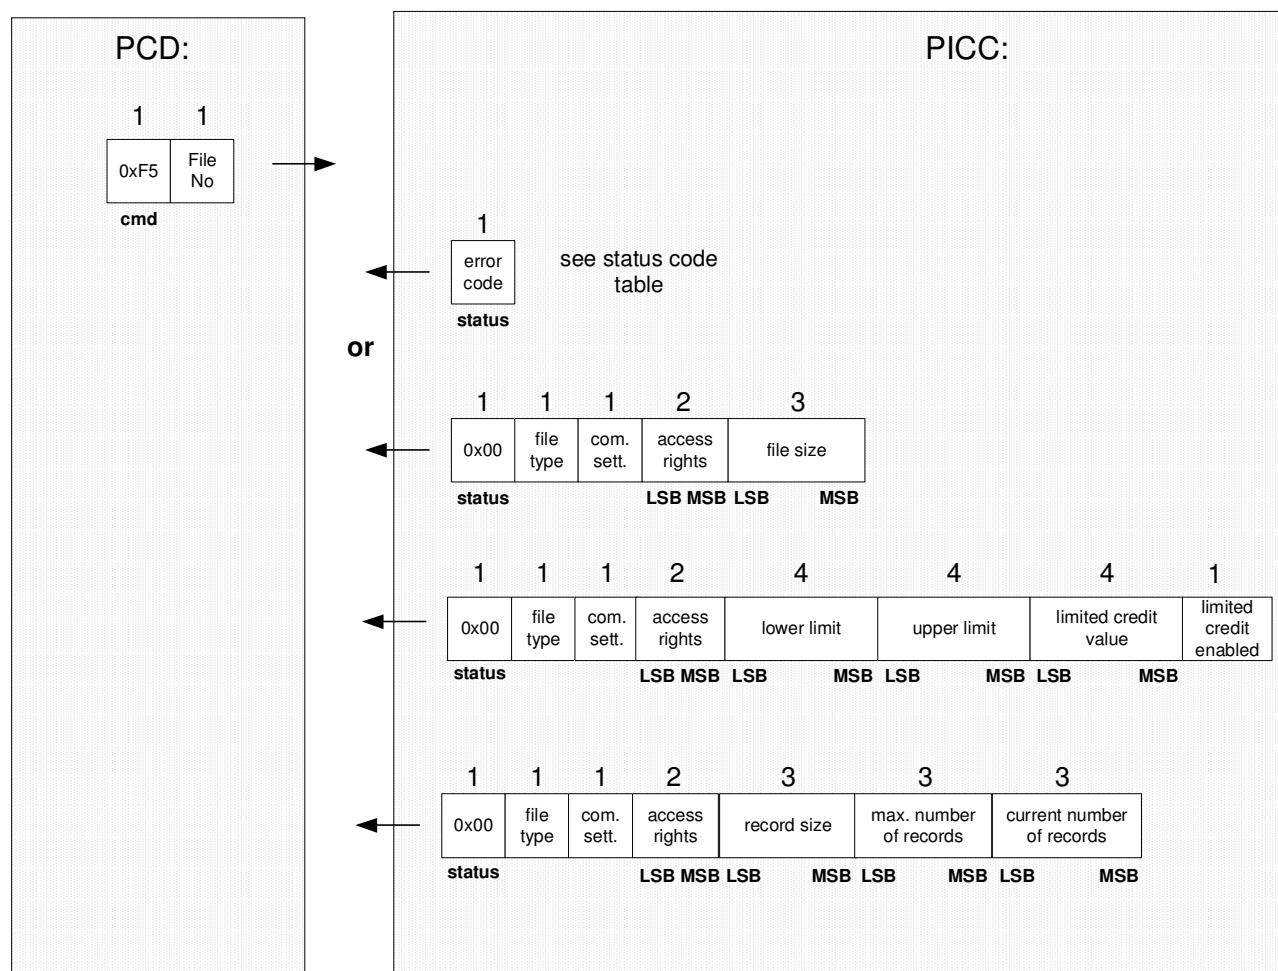 PCD:
PICC:
1 1
0xF5 File
No
cmd
1
error
code
see status code
table
status
or
1 1 1 2 3
0x00 file
type com.
sett. access
rights file size
status LSB MSB LSB MSB
1 1 1 2 4 4 4 1
0x00 file
type com.
sett. access
rights lower limit upper limit limited credit
value limited
credit
enabled
status LSB MSB LSB MSB LSB MSB LSB MSB
1 1 1 2 3 3 3
0x00 file
type com.
sett. access
rights record size max. number
of records current number
of records
status LSB MSB LSB MSB LSB MSB LSB MSB